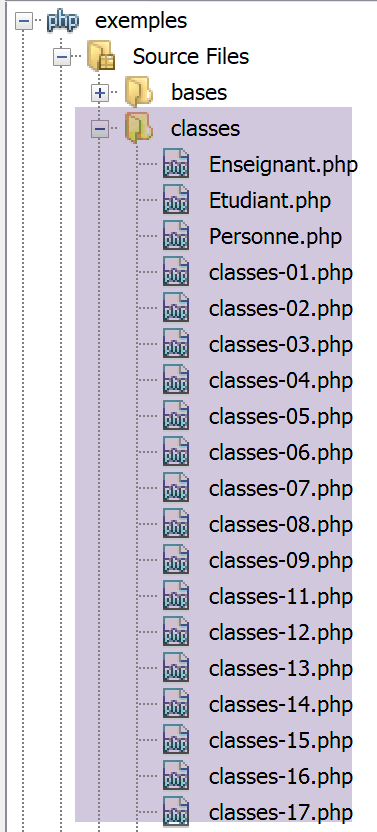 exemples
Source Files
bases
classes
Enseignant.php
Etudiant.php
Personne.php
classes-01.php
classes-02.php
classes-03.php
classes-04.php
classes-05.php
classes-06.php
classes-07.php
classes-08.php
classes-09.php
classes-11.php
classes-12.php
classes-13.php
classes-14.php
classes-15.php
classes-16.php
classes-17.php